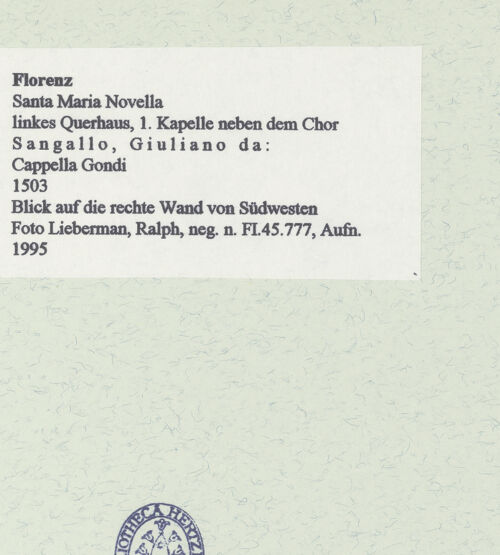 Florenz
Santa Maria Novella
linkes Querhaus, 1. Kapelle neben dem Chor
Sangallo, Giuliano da:
Cappella Gondi
1503
Blick auf die rechte Wand von Südwesten
Foto Lieberman, Ralph, neg. n. FI.45.777, Aufn.
1995